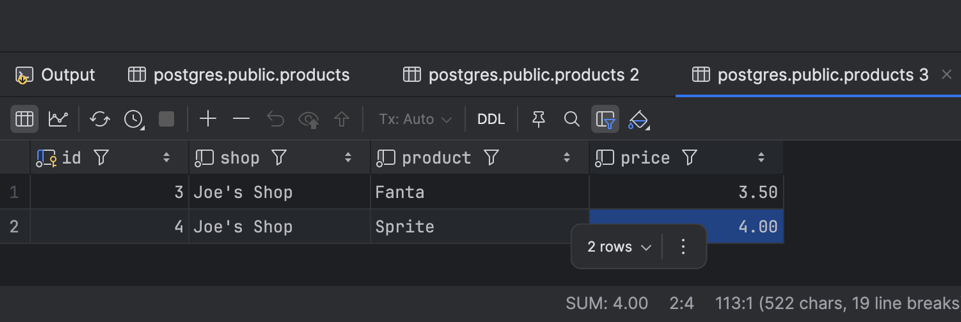 Output postgres.public.products postgres.public.products 2 postgres.public.products 3
Tx: Auto DDL
id shop product price
1 3 Joe's Shop Fanta 3.50
2 4 Joe's Shop Sprite 4.00
2 rows
SUM: 4.00 2:4 113:1 (522 chars, 19 line breaks